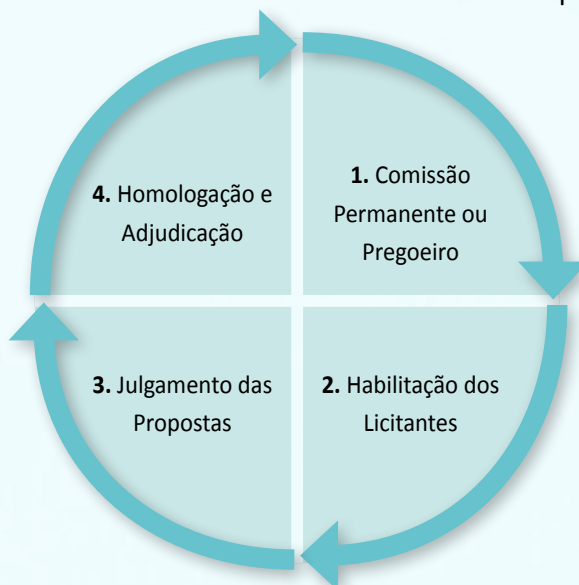 1. Comissão
Permanente ou
Pregoeiro
2. Habilitação dos
Licitantes
3. Julgamento das
Propostas
4. Homologação e
Adjudicação